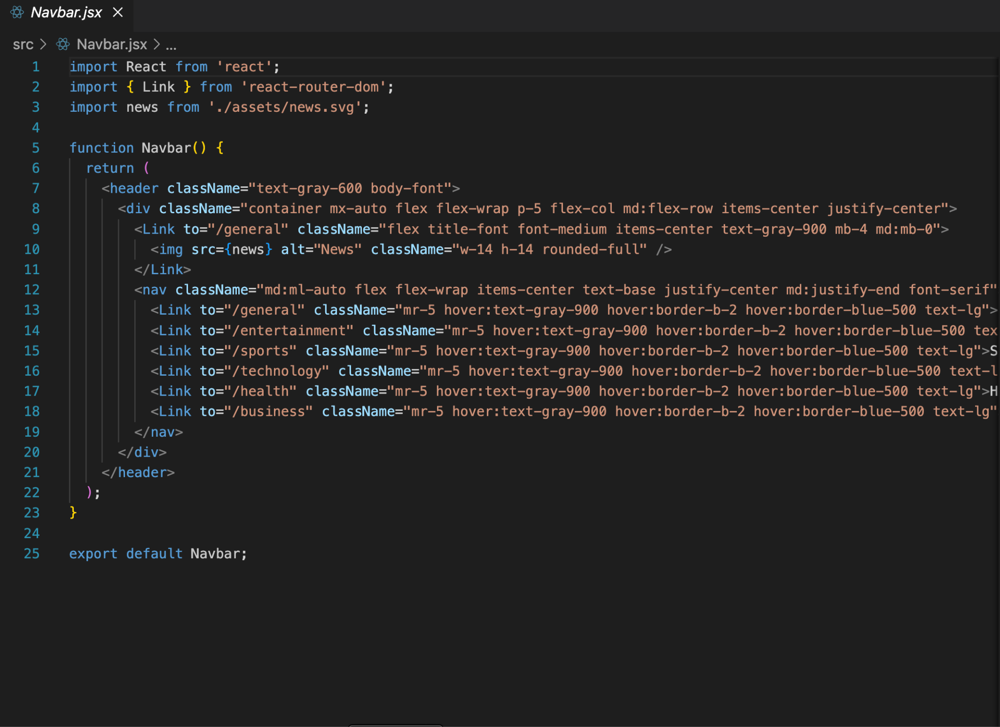 Navbar.jsx
src > Navbar.jsx > ...
1 import React from 'react';
2 import { Link } from 'react-router-dom';
3 import news from './assets/news.svg';
4
5 function Navbar() {
6 return (
7 <header className="text-gray-600 body-font">
8 <div className="container mx-auto flex flex-wrap p-5 flex-col md:flex-row items-center justify-center">
9 <Link to="/general" className="flex title-font font-medium items-center text-gray-900 mb-4 md:mb-0">
10 <img src={news} alt="News" className="w-14 h-14 rounded-full" />
11 </Link>
12 <nav className="md:ml-auto flex flex-wrap items-center text-base justify-center md:justify-end font-serif"
13 <Link to="/general" className="mr-5 hover:text-gray-900 hover:border-b-2 hover:border-blue-500 text-lg">
14 <Link to="/entertainment" className="mr-5 hover:text-gray-900 hover:border-b-2 hover:border-blue-500 tex
15 <Link to="/sports" className="mr-5 hover:text-gray-900 hover:border-b-2 hover:border-blue-500 text-lg">S
16 <Link to="/technology" className="mr-5 hover:text-gray-900 hover:border-b-2 hover:border-blue-500 text-l
17 <Link to="/health" className="mr-5 hover:text-gray-900 hover:border-b-2 hover:border-blue-500 text-lg">H
18 <Link to="/business" className="mr-5 hover:text-gray-900 hover:border-b-2 hover:border-blue-500 text-lg"
19 </nav>
20 </div>
21 </header>
22 );
23 }
24
25 export default Navbar;